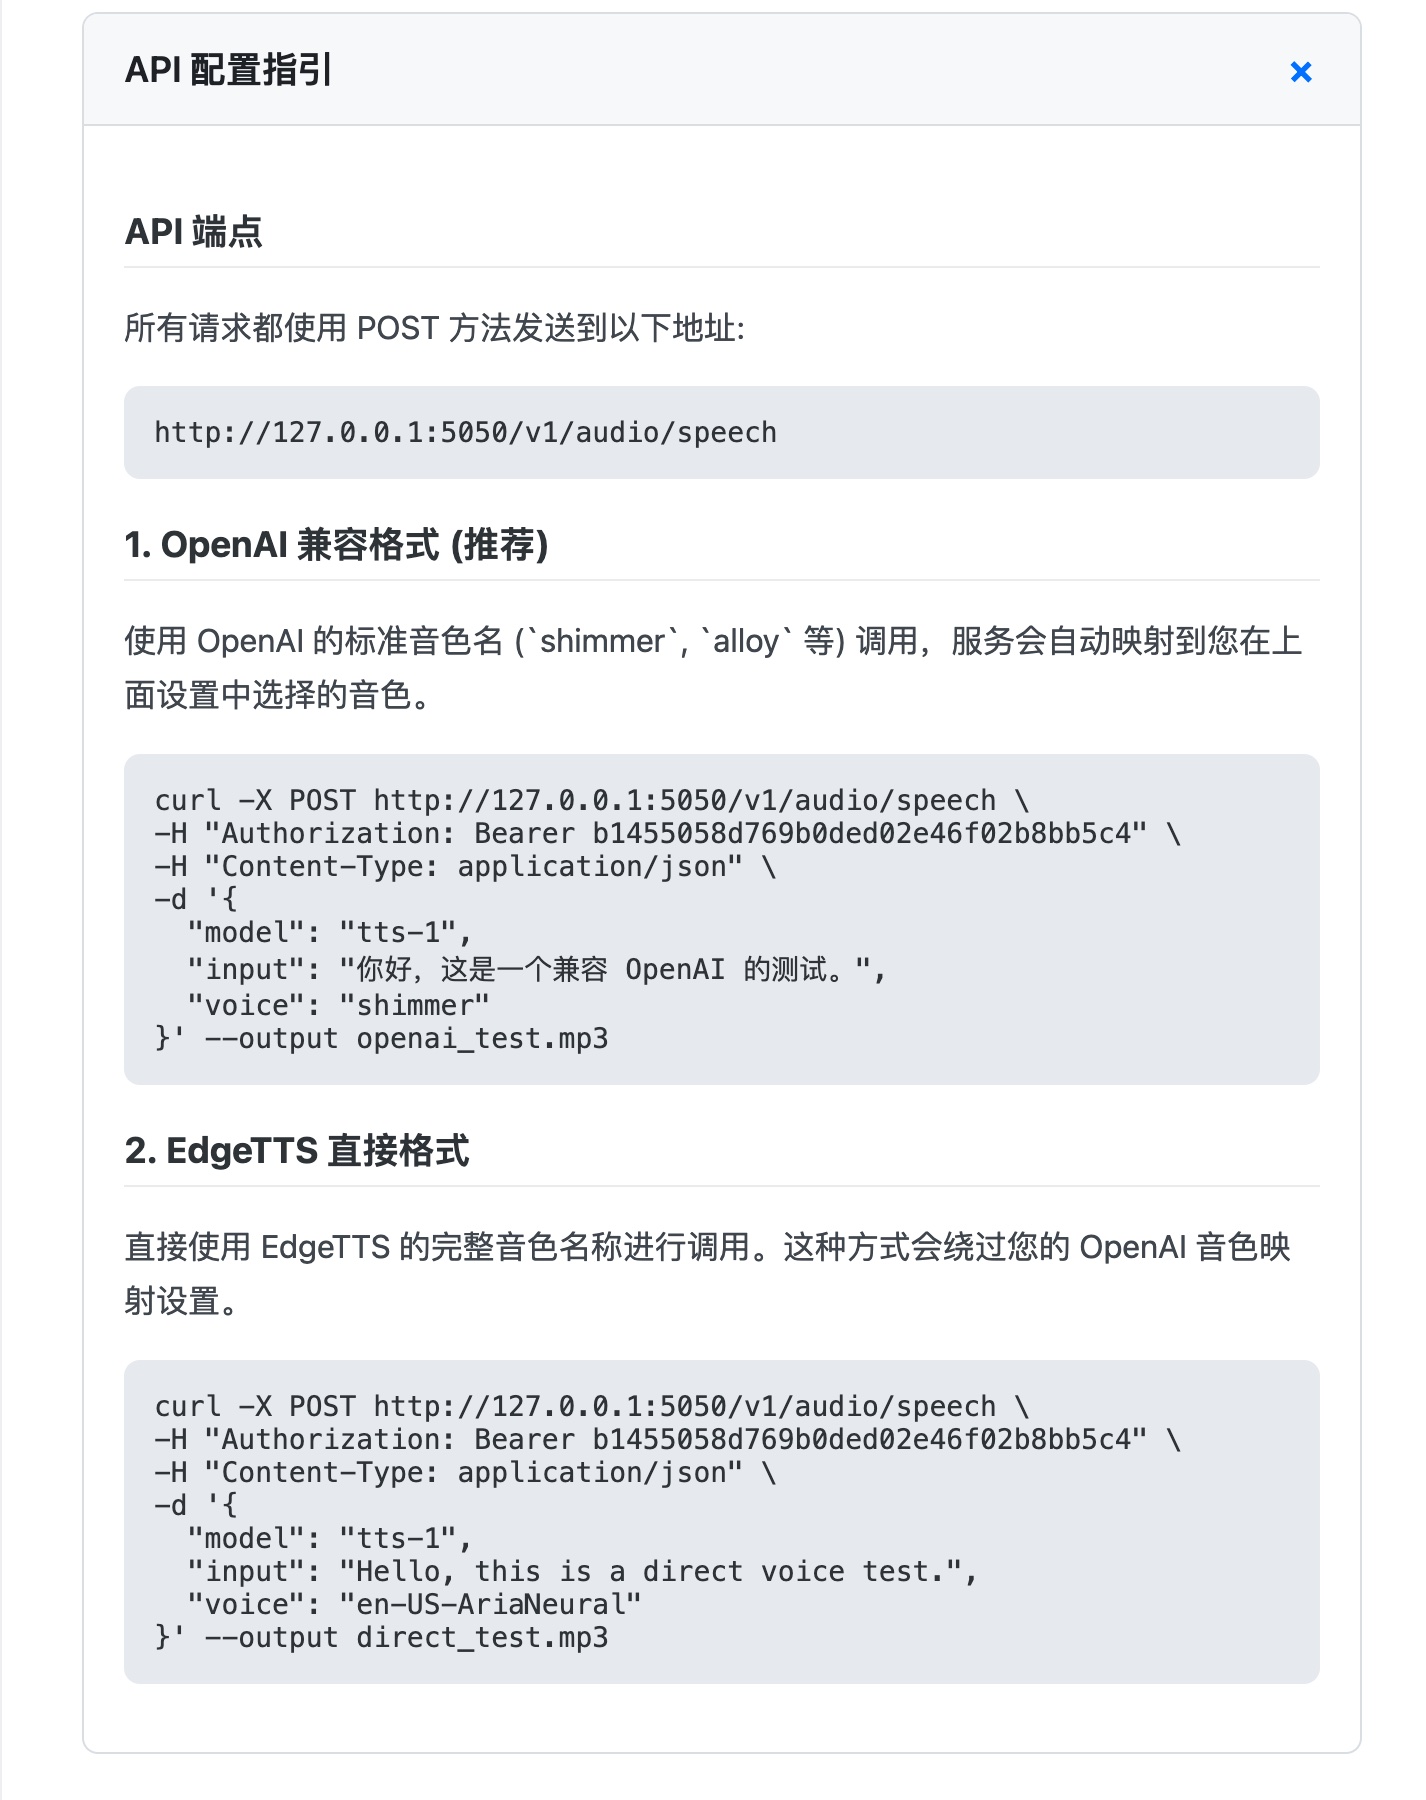 API 配置指引
×
API 端点
所有请求都使用 POST 方法发送到以下地址:
http://127.0.0.1:5050/v1/audio/speech
1. OpenAI 兼容格式 (推荐)
使用 OpenAI 的标准音色名 (`shimmer`, `alloy` 等) 调用，服务会自动映射到您在上
面设置中选择的音色。
curl -X POST http://127.0.0.1:5050/v1/audio/speech \
-H "Authorization: Bearer b1455058d769b0ded02e46f02b8bb5c4" \
-H "Content-Type: application/json" \
-d '{
  "model": "tts-1",
  "input": "你好，这是一个兼容 OpenAI 的测试。",
  "voice": "shimmer"
}' --output openai_test.mp3
2. EdgeTTS 直接格式
直接使用 EdgeTTS 的完整音色名称进行调用。这种方式会绕过您的 OpenAI 音色映
射设置。
curl -X POST http://127.0.0.1:5050/v1/audio/speech \
-H "Authorization: Bearer b1455058d769b0ded02e46f02b8bb5c4" \
-H "Content-Type: application/json" \
-d '{
  "model": "tts-1",
  "input": "Hello, this is a direct voice test.",
  "voice": "en-US-AriaNeural"
}' --output direct_test.mp3